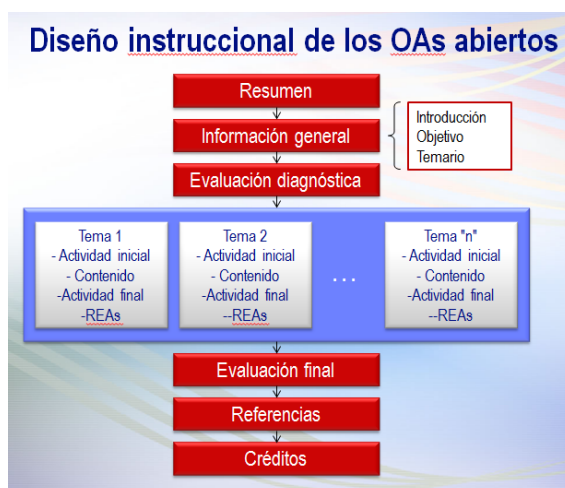 Diseño instruccional de los OAs abiertos
Resumen
Información general
Introducción
Objetivo
Temario
Evaluación diagnóstica
Tema 1
- Actividad inicial
- Contenido
-Actividad final
-REAs
Tema 2
- Actividad inicial
- Contenido
-Actividad final
--REAs
...
Tema "n"
- Actividad inicial
- Contenido
-Actividad final
--REAs
Evaluación final
Referencias
Créditos